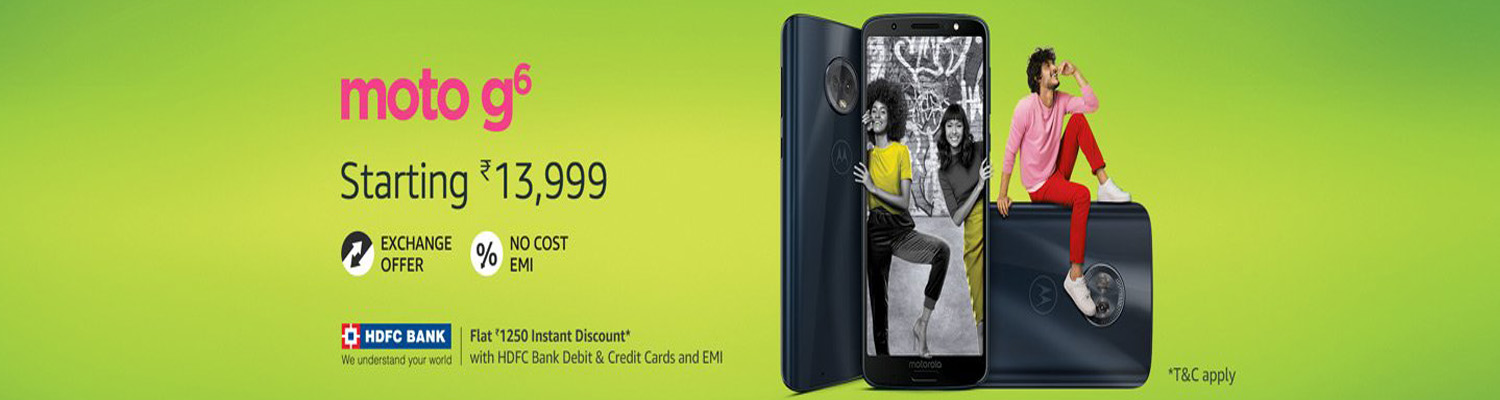 moto g6
Starting ₹13,999
EXCHANGE
OFFER
NO COST
EMI
HDFC BANK
We understand your world
Flat ₹1250 Instant Discount*
with HDFC Bank Debit & Credit Cards and EMI
motorola
*T&C apply